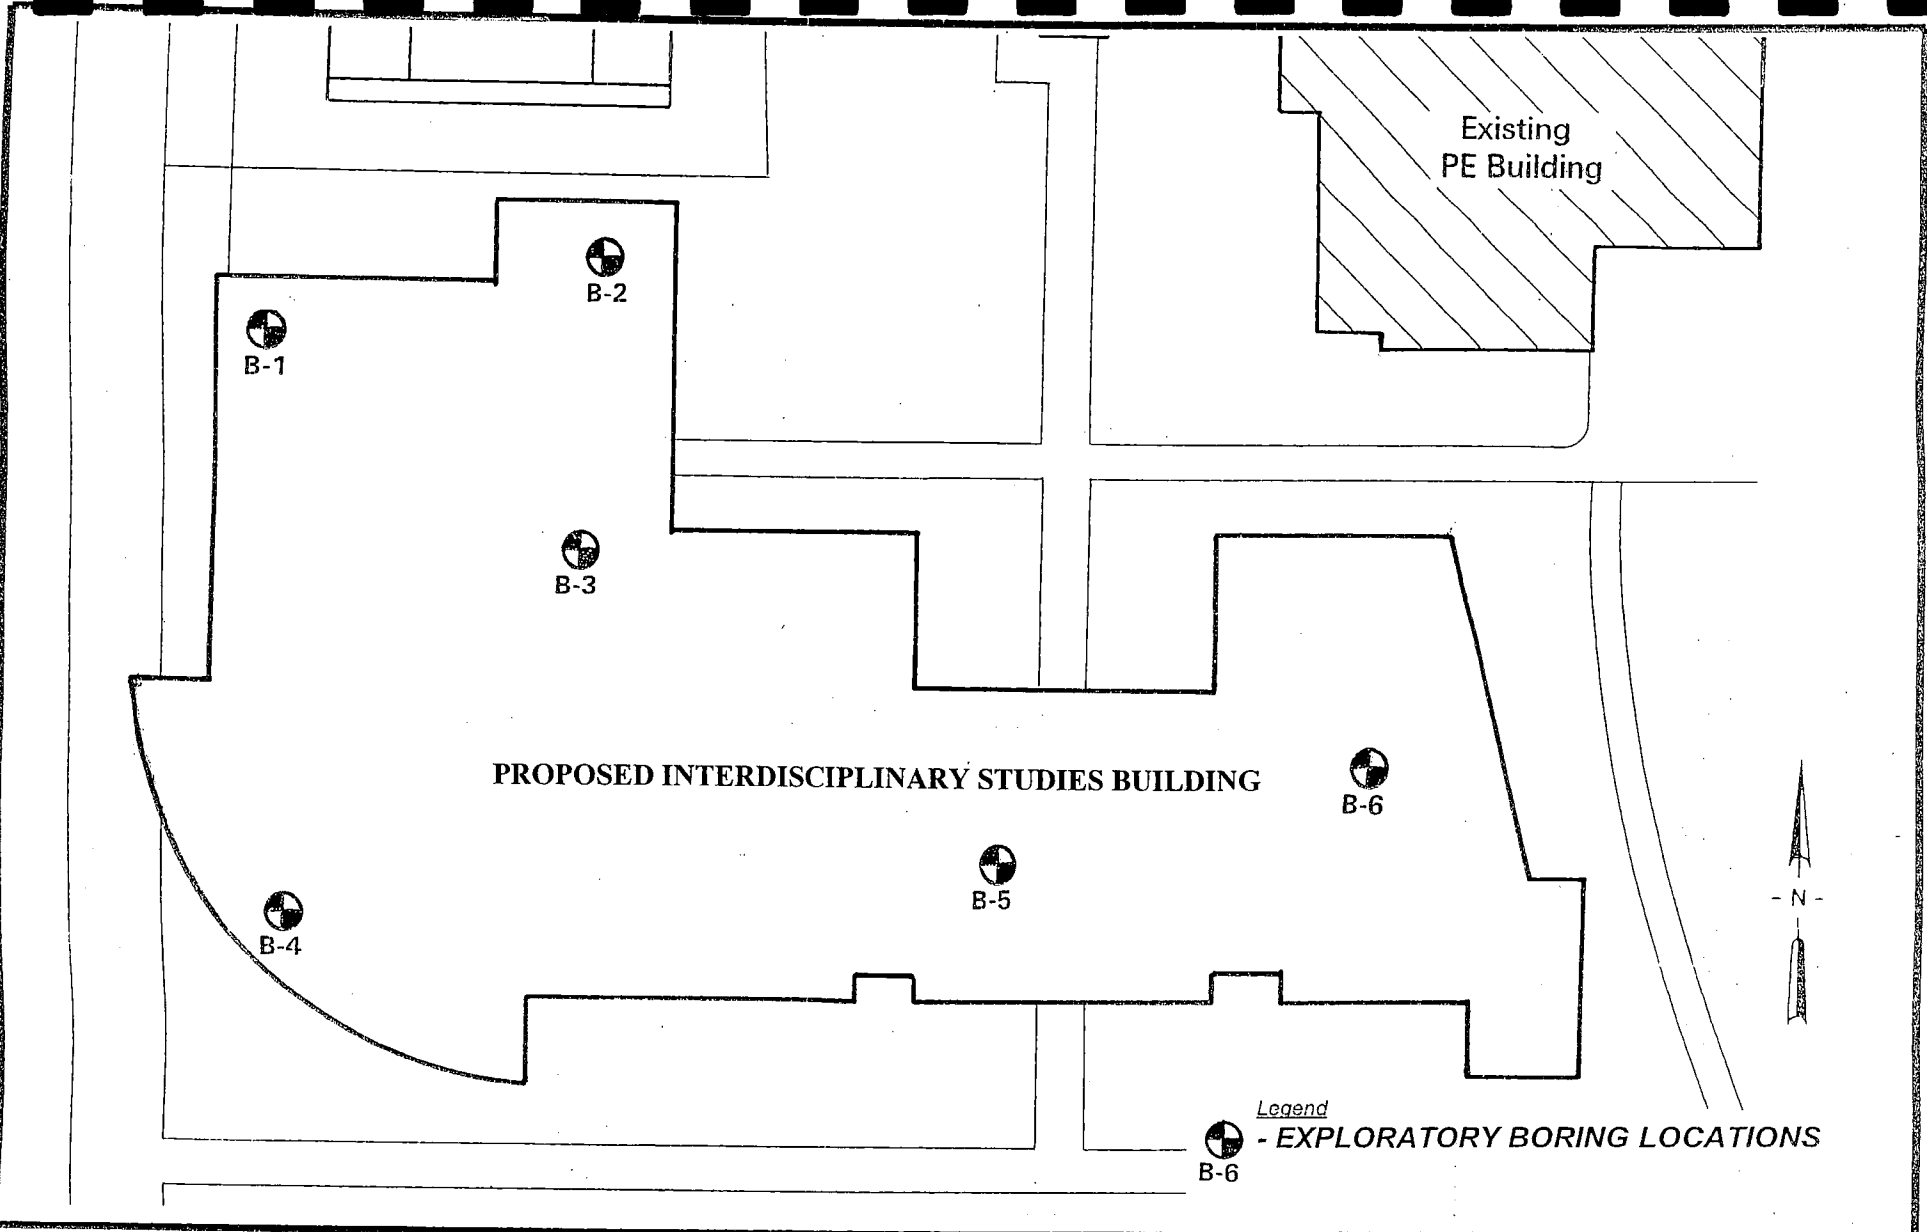 Existing
PE Building
B-2
B-1
B-3
PROPOSED INTERDISCIPLINARY STUDIES BUILDING
B-6
B-5
- N -
B-4
Legend
- EXPLORATORY BORING LOCATIONS
B-6